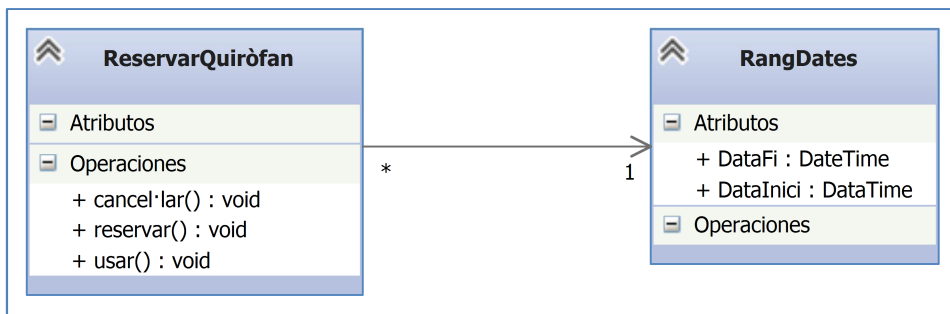 ReservarQuiròfan
Atributos
Operaciones
+ cancel·lar() : void
+ reservar() : void
+ usar() : void
*
1
RangDates
Atributos
+ DataFi : DateTime
+ DataInici : DataTime
Operaciones